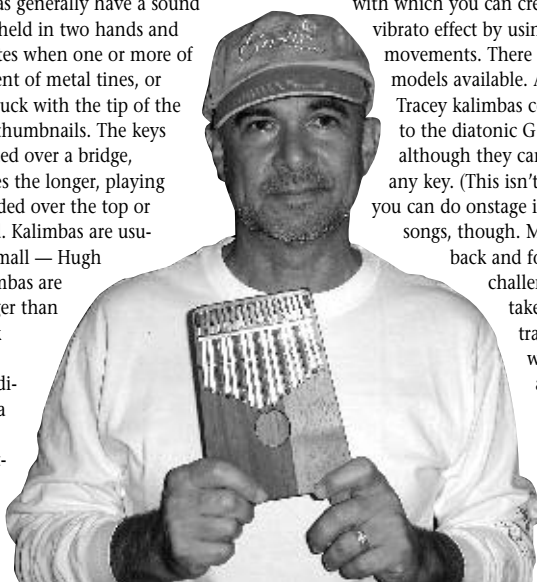 as generally have a sound
held in two hands and
tes when one or more of
ent of metal tines, or
uck with the tip of the
thumbnails. The keys
ed over a bridge,
es the longer, playing
ded over the top or
. Kalimbas are usu-
mall — Hugh
mbas are
ger than
di-
a
with which you can cre
vibrato effect by usin
movements. There
models available. A
Tracey kalimbas c
to the diatonic G
although they can
any key. (This isn't
you can do onstage i
songs, though. M
back and fo
challen
take
tra
w
a